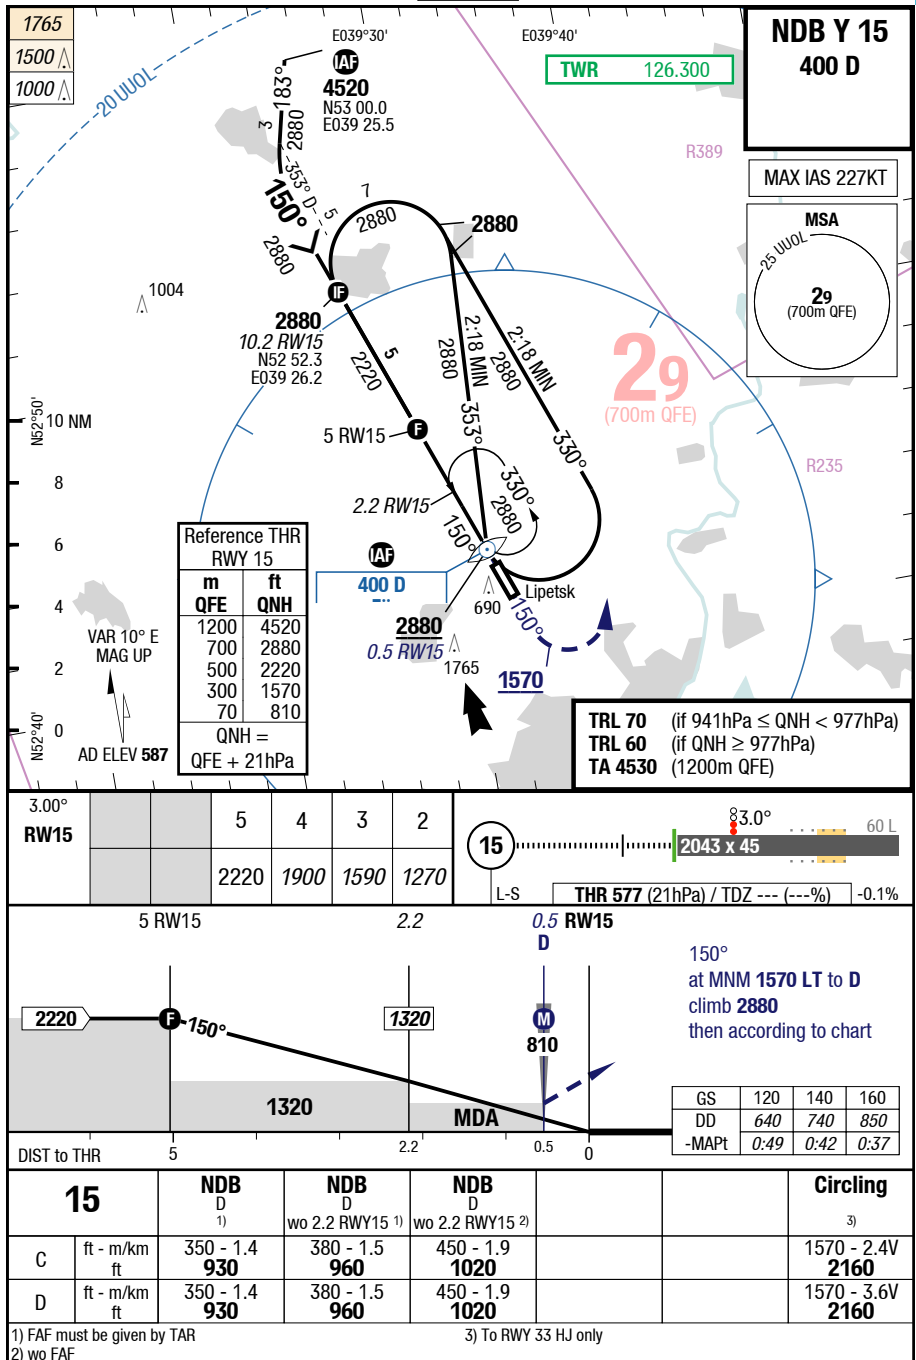 1765
1500
1000
E039°30'
E039°40'
NDB Y 15
400 D
TWR 126.300
20 UUOL
IAF
4520
N53 00.0
E039 25.5
183°
3
2880
R389
MAX IAS 227KT
353° D
5
150°
2880
7
2880
2880
MSA
25 UUOL
29
(700m QFE)
1004
IF
2880
10.2 RW15
N52 52.3
E039 26.2
5
2220
2:18 MIN
2880
353°
2:18 MIN
2880
330°
29
(700m QFE)
N52°50'
10 NM
8
6
4
2
0
N52°40'
5 RW15
F
R235
2.2 RW15
150°
330°
2880
Reference THR
RWY 15
m ft
QFE QNH
1200 4520
700 2880
500 2220
300 1570
70 810
QNH =
QFE + 21hPa
IAF
400 D
690
Lipetsk
2880
0.5 RW15
1765
150°
1570
VAR 10° E
MAG UP
AD ELEV 587
TRL 70 (if 941hPa ≤ QNH < 977hPa)
TRL 60 (if QNH ≥ 977hPa)
TA 4530 (1200m QFE)
3.00°
RW15
5 4 3 2
2220 1900 1590 1270
15
L-S
3.0°
60 L
2043 x 45
THR 577 (21hPa) / TDZ --- (---%)
-0.1%
5 RW15
2.2
0.5 RW15
D
2220
F
150°
1320
M
810
1320
MDA
150°
at MNM 1570 LT to D
climb 2880
then according to chart
GS 120 140 160
DD 640 740 850
-MAPt 0:49 0:42 0:37
DIST to THR 5 2.2 0.5 0
15
NDB
D
1)
NDB
D
wo 2.2 RWY15 1)
NDB
D
wo 2.2 RWY15 2)
Circling
3)
C ft - m/km 350 - 1.4 380 - 1.5 450 - 1.9 1570 - 2.4V
ft 930 960 1020 2160
D ft - m/km 350 - 1.4 380 - 1.5 450 - 1.9 1570 - 3.6V
ft 930 960 1020 2160
1) FAF must be given by TAR
3) To RWY 33 HJ only
2) wo FAF